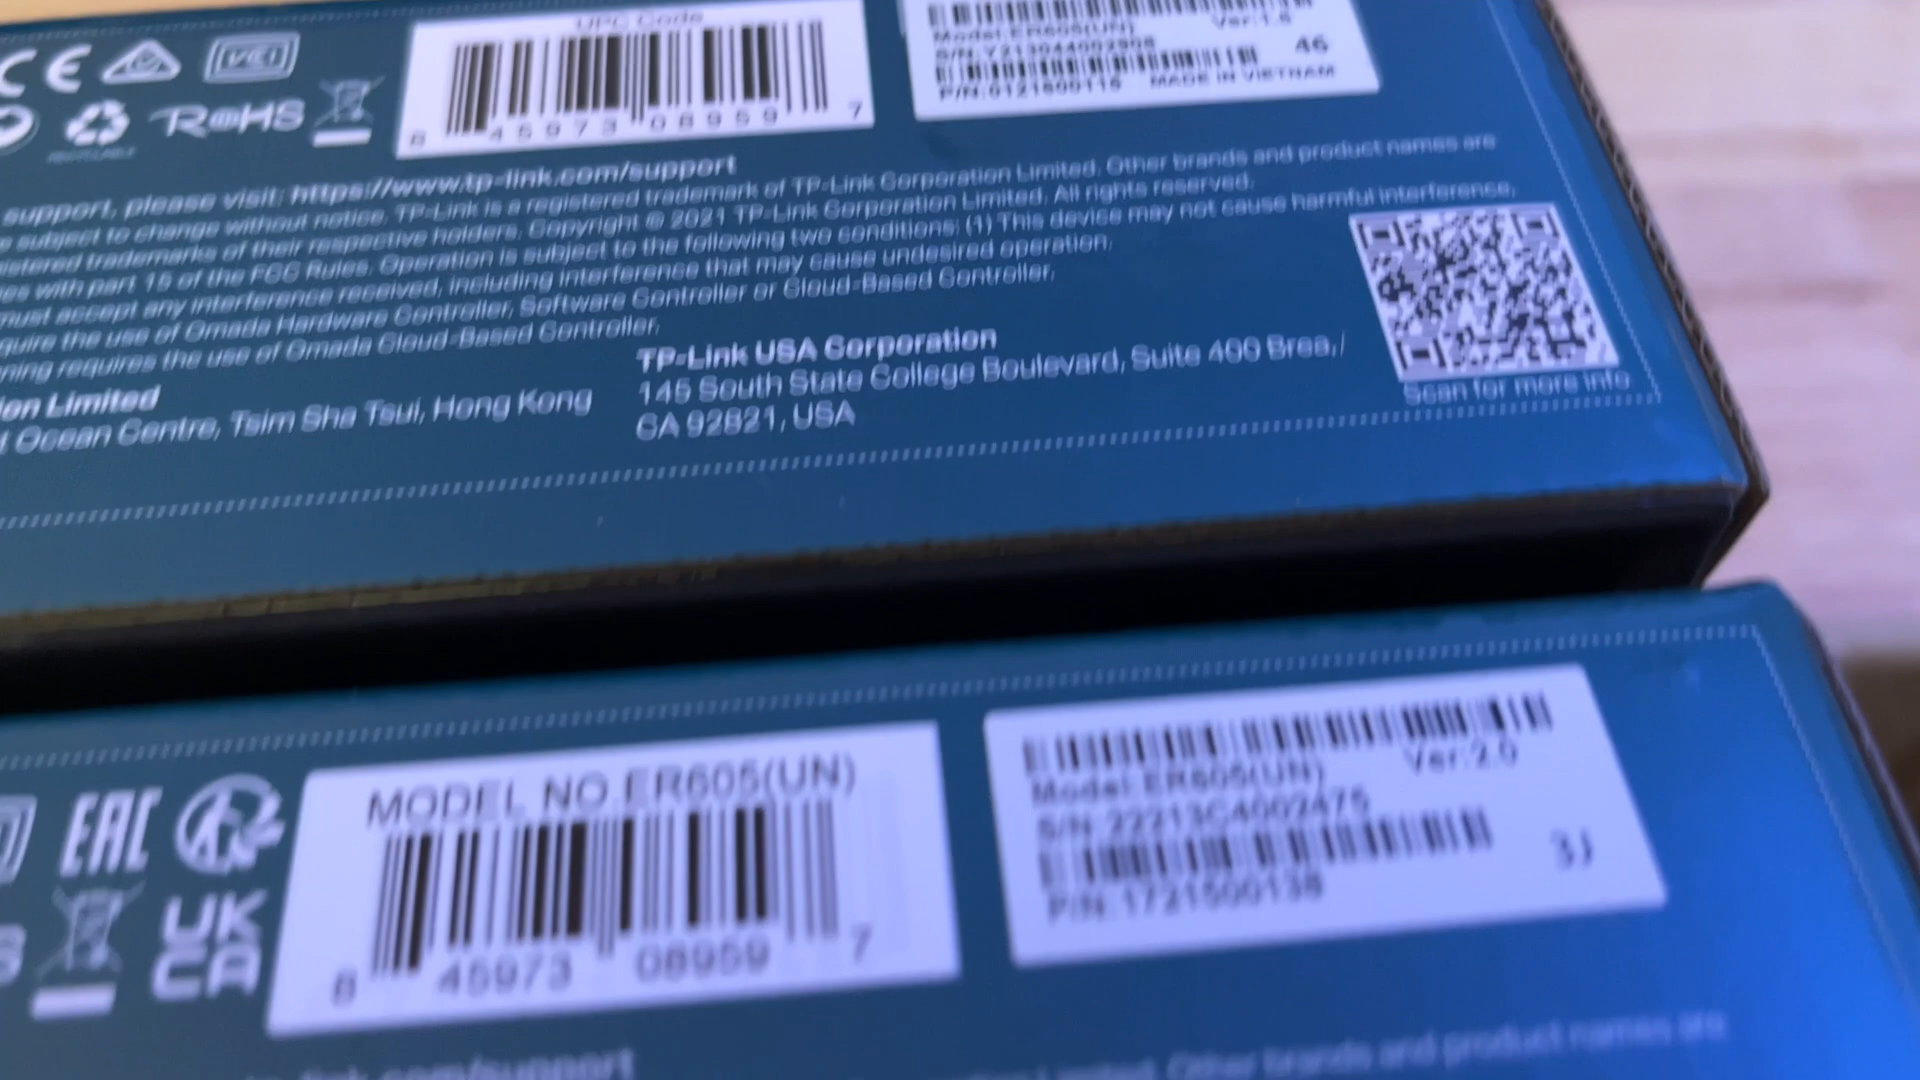 CE
VCCI
RoHS
UPC Code
8 45973 08959 7
Model:ER605(UN) Ver:1.0
S/N:Y213044002908 46
P/N:0121500115 MADE IN VIETNAM
support, please visit: https://www.tp-link.com/support
subject to change without notice. TP-Link is a registered trademark of TP-Link Corporation Limited. Other brands and product names are
trademarks of their respective holders. Copyright © 2021 TP-Link Corporation Limited. All rights reserved.
with part 15 of the FCC Rules. Operation is subject to the following two conditions: (1) This device may not cause harmful interference,
must accept any interference received, including interference that may cause undesired operation.
the use of Omada Hardware Controller, Software Controller or Cloud-Based Controller.
requires the use of Omada Cloud-Based Controller.
Limited
Ocean Centre, Tsim Sha Tsui, Hong Kong
TP-Link USA Corporation
145 South State College Boulevard, Suite 400 Brea,
CA 92821, USA
Scan for more info
EAC
UK
CA
MODEL NO.ER605(UN)
8 45973 08959 7
Model:ER605(UN) Ver:2.0
S/N:22213C4002475
3J
P/N:1721500138
Other brands and product names are